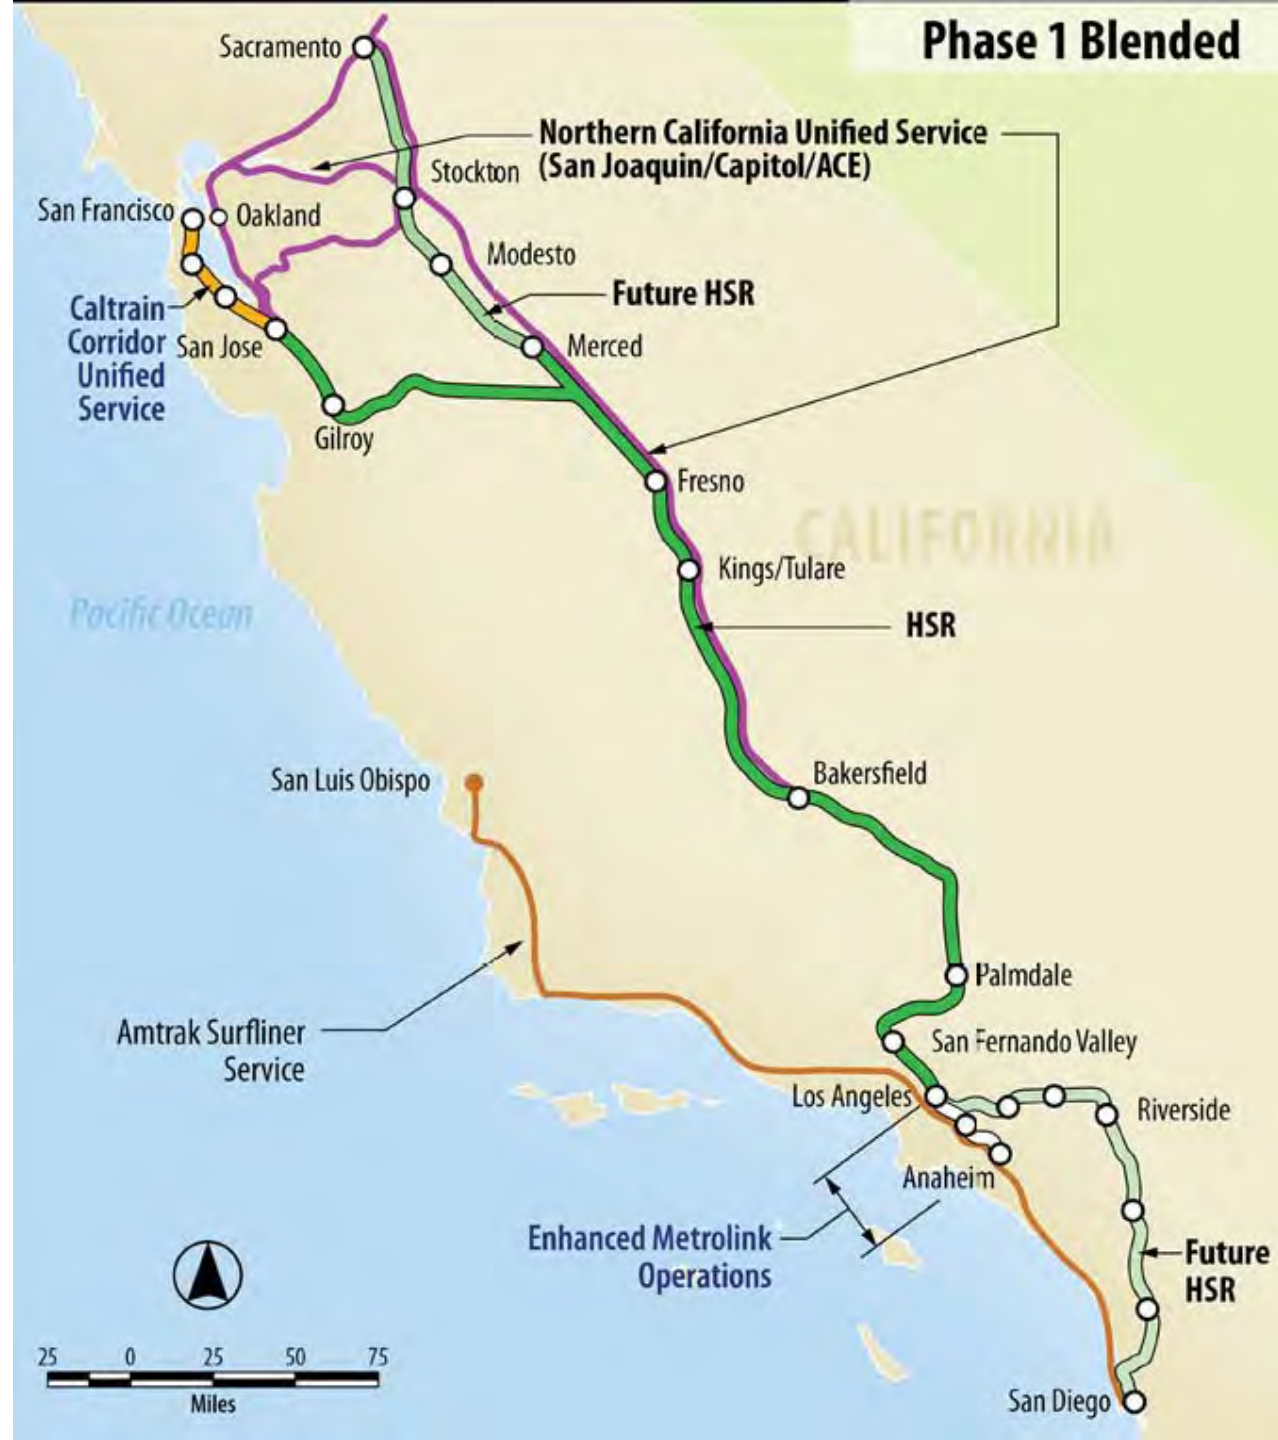 Phase 1 Blended
Sacramento
Northern California Unified Service
(San Joaquin/Capitol/ACE)
Stockton
San Francisco
Oakland
Modesto
Future HSR
Caltrain
Corridor
Unified
Service
San Jose
Merced
Gilroy
Fresno
CALIFORNIA
Kings/Tulare
Pacific Ocean
HSR
San Luis Obispo
Bakersfield
Palmdale
Amtrak Surfliner
Service
San Fernando Valley
Los Angeles
Riverside
Anaheim
Enhanced Metrolink
Operations
Future
HSR
25 0 25 50 75
Miles
San Diego